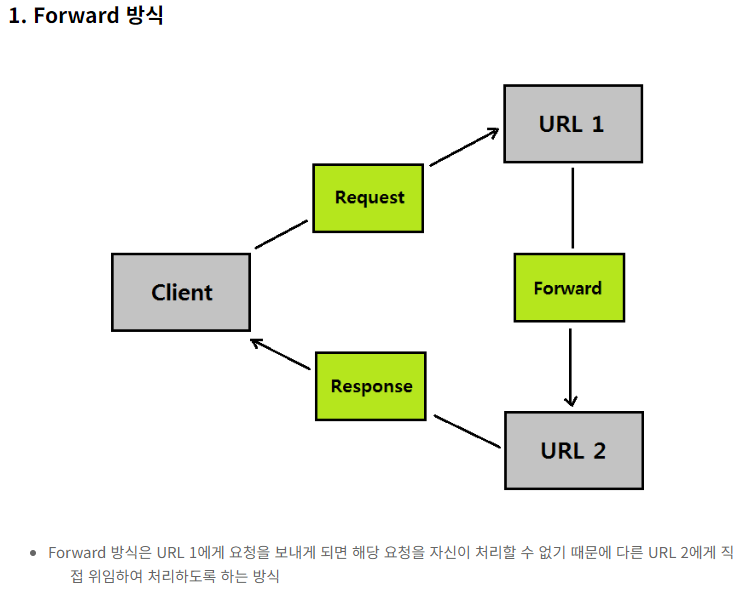 1. Forward 방식
URL 1
Request
Client
Forward
Response
URL 2
Forward 방식은 URL 1에게 요청을 보내게 되면 해당 요청을 자신이 처리할 수 없기 때문에 다른 URL 2에게 직
접 위임하여 처리하도록 하는 방식